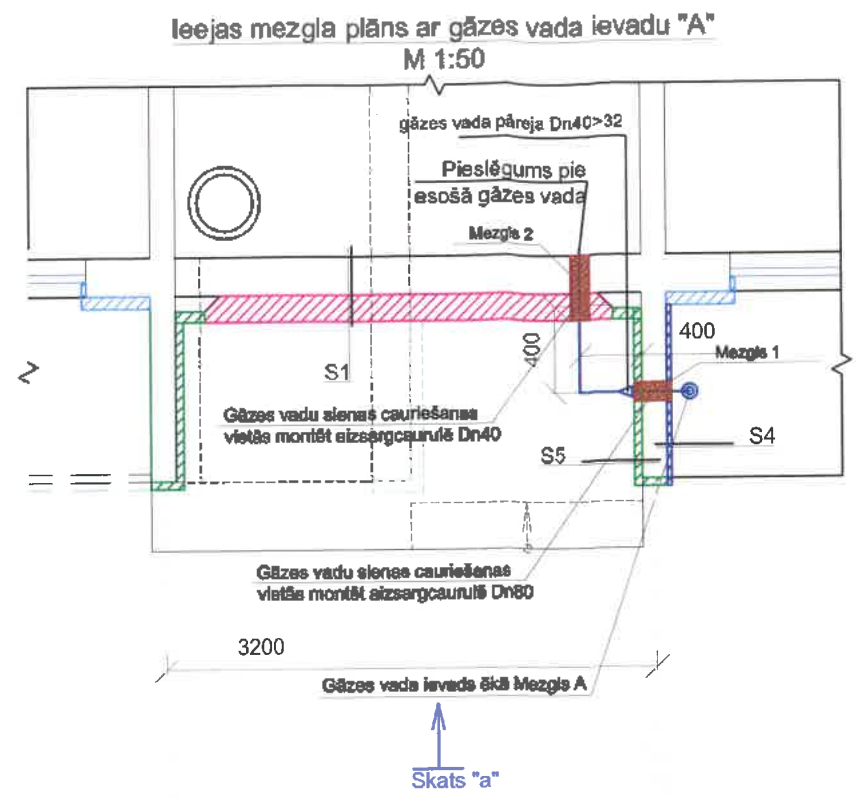 Ieejas mezgla plāns ar gāzes vada ievadu "A"
M 1:50
gāzes vada pāreja Dn40>32
Pieslēgums pie
esošā gāzes vada
Mezgls 2
400
400
Mezgls 1
S1
Gāzes vadu sienas cauriešanas
vietās montēt aizsargcaurulē Dn40
S5
S4
Gāzes vadu sienas cauriešanas
vietās montēt aizsargcaurulē Dn80
3200
Gāzes vada ievads ēkā Mezgls A
Skats "a"